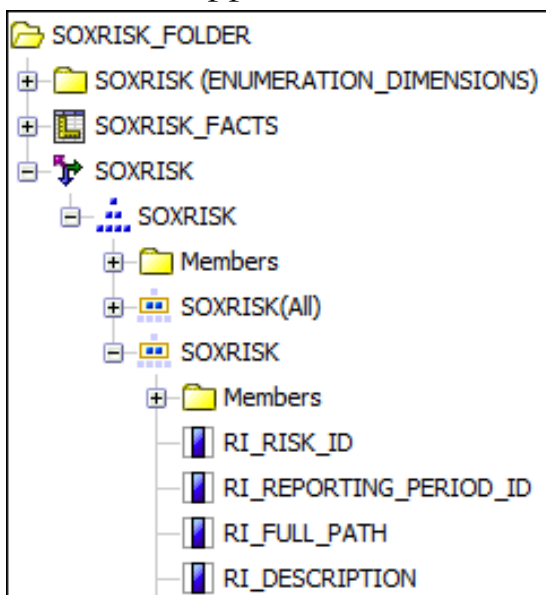 SOXRISK_FOLDER
SOXRISK (ENUMERATION_DIMENSIONS)
SOXRISK_FACTS
SOXRISK
SOXRISK
Members
SOXRISK(All)
SOXRISK
Members
RI_RISK_ID
RI_REPORTING_PERIOD_ID
RI_FULL_PATH
RI_DESCRIPTION